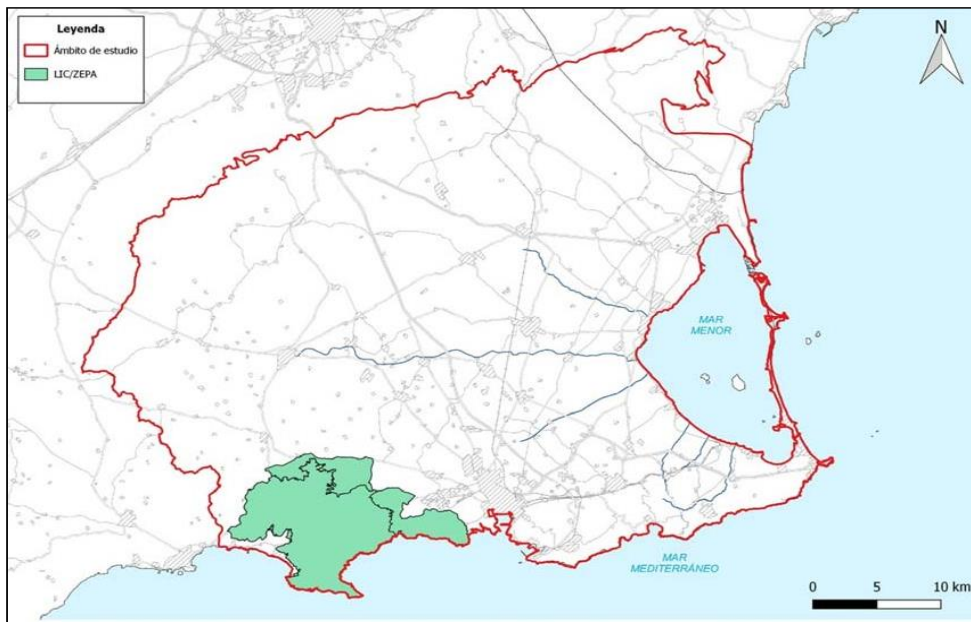 Leyenda
Ámbito de estudio
LIC/ZEPA
N
MAR
MENOR
MAR
MEDITERRÁNEO
0 5 10 km